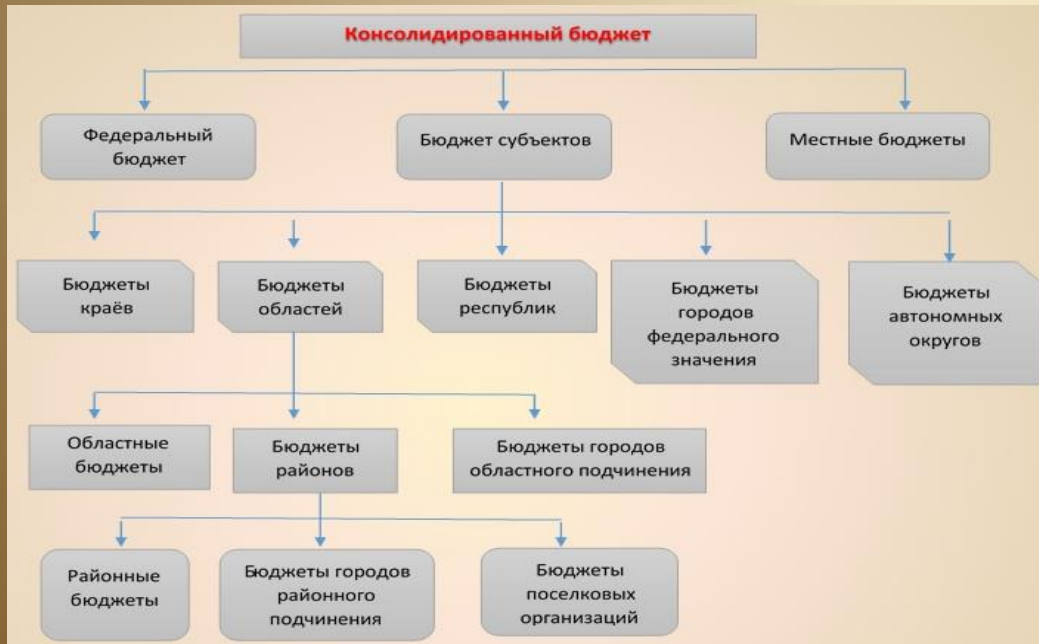 Консолидированный бюджет
Федеральный
бюджет
Бюджет субъектов
Местные бюджеты
Бюджеты
краёв
Бюджеты
областей
Бюджеты
республик
Бюджеты
городов
федерального
значения
Бюджеты
автономных
округов
Областные
бюджеты
Бюджеты
районов
Бюджеты городов
областного подчинения
Районные
бюджеты
Бюджеты городов
районного
подчинения
Бюджеты
поселковых
организаций